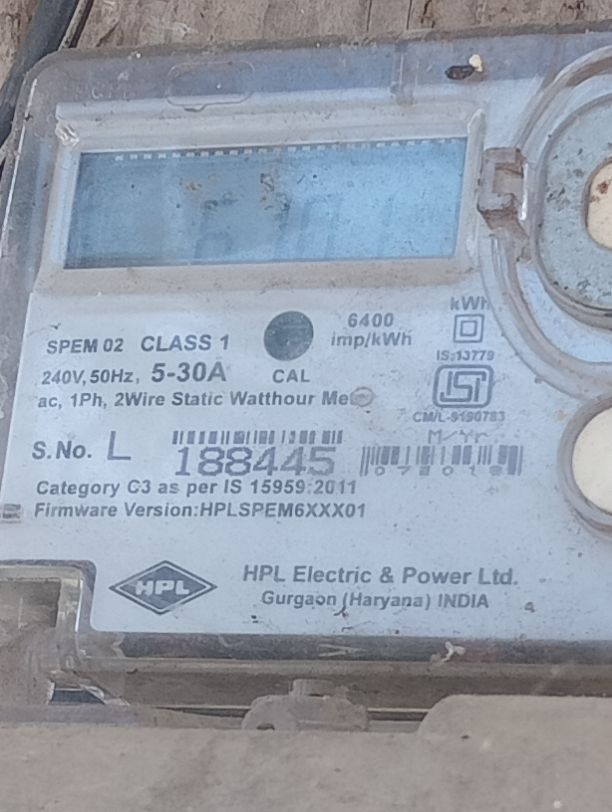 kWh
SPEM 02 CLASS 1
6400
imp/kWh
IS:13779
240V, 50Hz, 5-30A
CAL
ISI
ac, 1Ph, 2Wire Static Watthour
CM/L-9190783
M/Yr.
S.No. L 188445
Category C3 as per IS 15959:2011
Firmware Version:HPLSPEM6XXX01
HPL
HPL Electric & Power Ltd.
Gurgaon (Haryana) INDIA